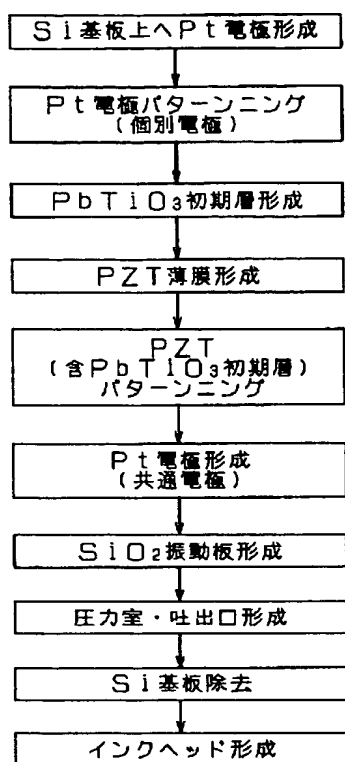 Si基板上へPt電極形成
Pt電極パターンニング
(個別電極)
PbTiO₃初期層形成
PZT薄膜形成
PZT
(含PbTiO₃初期層)
パターンニング
Pt電極形成
(共通電極)
SiO₂振動板形成
圧力室・吐出口形成
Si基板除去
インクヘッド形成